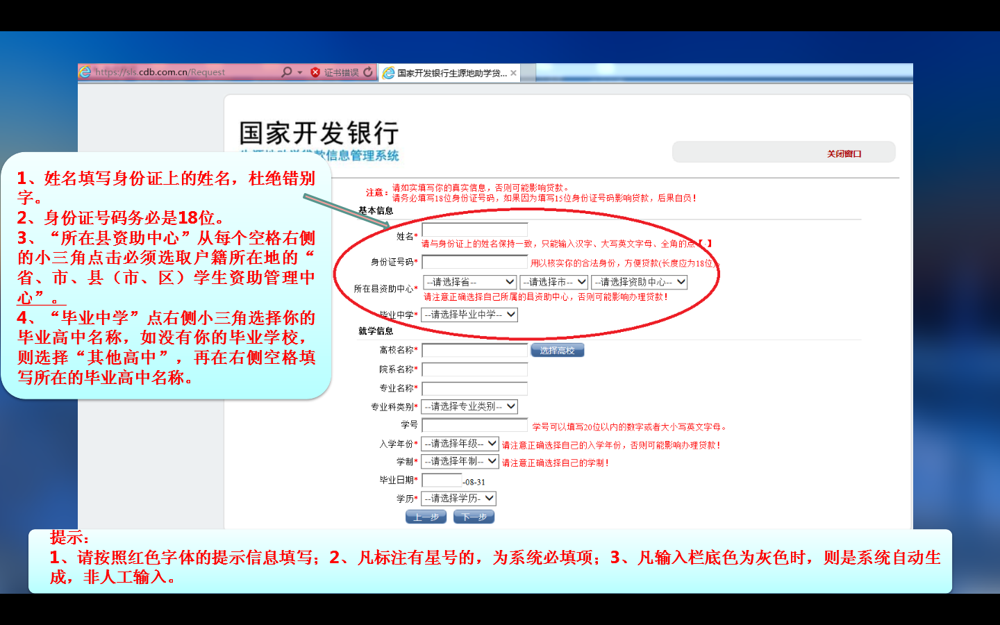 https://sls.cdb.com.cn/Request
证书错误
国家开发银行生源地助学贷...
国家开发银行
生源地助学贷款信息管理系统
关闭窗口
1、姓名填写身份证上的姓名，杜绝错别
字。
2、身份证号码务必是18位。
3、“所在县资助中心”从每个空格右侧
的小三角点击必须选取户籍所在地的“
省、市、县（市、区）学生资助管理中
心”。
4、“毕业中学”点右侧小三角选择你的
毕业高中名称，如没有你的毕业学校，
则选择“其他高中”，再在右侧空格填
写所在的毕业高中名称。
注意：
请如实填写你的真实信息，否则可能影响贷款。
请务必填写18位身份证号码，如果因为填写15位身份证号码影响贷款，后果自负！
基本信息
姓名*
请与身份证上的姓名保持一致，只能输入汉字、大写英文字母、全角的点【·】
身份证号码* 用以核实你的合法身份，方便贷款(长度应为18位)。
所在县资助中心* --请选择省-- --请选择市-- --请选择资助中心--
请注意正确选择自己所属的县资助中心，否则可能影响办理贷款！
毕业中学* --请选择毕业中学--
就学信息
高校名称* 选择高校
院系名称*
专业名称*
专业科类别* --请选择专业类别--
学号 学号可以填写20位以内的数字或者大小写英文字母。
入学年份* --请选择年级-- 请注意正确选择自己的入学年份，否则可能影响办理贷款！
学制* --请选择年制-- 请注意正确选择自己的学制！
毕业日期* -08-31
学历* --请选择学历-
上一步 下一步
提示：
1、请按照红色字体的提示信息填写；2、凡标注有星号的，为系统必填项；3、凡输入栏底色为灰色时，则是系统自动生
成，非人工输入。